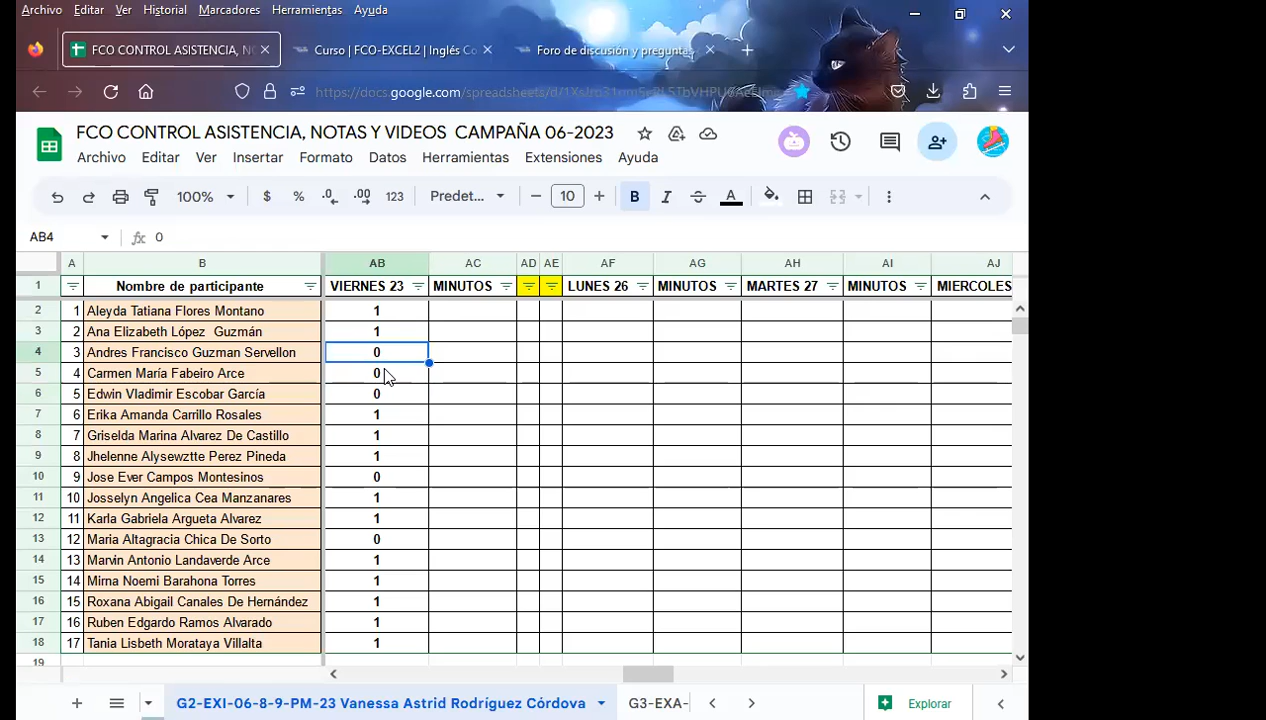 Archivo Editar Ver Historial Marcadores Herramientas Ayuda
FCO CONTROL ASISTENCIA, N Curso | FCO-EXCEL2 | Inglés Co Foro de discusión y pregunta
docs.google.com/spreadsheets/d/
FCO CONTROL ASISTENCIA, NOTAS Y VIDEOS CAMPAÑA 06-2023
Archivo Editar Ver Insertar Formato Datos Herramientas Extensiones Ayuda
100% $ % .0 .00 123 Predet... − 10 + B I S A
AB4 fx 0
A B AB AC AD AE AF AG AH AI AJ
1 Nombre de participante VIERNES 23 MINUTOS LUNES 26 MINUTOS MARTES 27 MINUTOS MIERCOLES
2 1 Aleyda Tatiana Flores Montano 1
3 2 Ana Elizabeth López Guzmán 1
4 3 Andres Francisco Guzman Servellon 0
5 4 Carmen María Fabeiro Arce 0
6 5 Edwin Vladimir Escobar García 0
7 6 Erika Amanda Carrillo Rosales 1
8 7 Griselda Marina Alvarez De Castillo 1
9 8 Jhelenne Alysewztte Perez Pineda 1
10 9 Jose Ever Campos Montesinos 0
11 10 Josselyn Angelica Cea Manzanares 1
12 11 Karla Gabriela Argueta Alvarez 1
13 12 Maria Altagracia Chica De Sorto 0
14 13 Marvin Antonio Landaverde Arce 1
15 14 Mirna Noemi Barahona Torres 1
16 15 Roxana Abigail Canales De Hernández 1
17 16 Ruben Edgardo Ramos Alvarado 1
18 17 Tania Lisbeth Morataya Villalta 1
19
G2-EXI-06-8-9-PM-23 Vanessa Astrid Rodríguez Córdova G3-EXA- Explorar